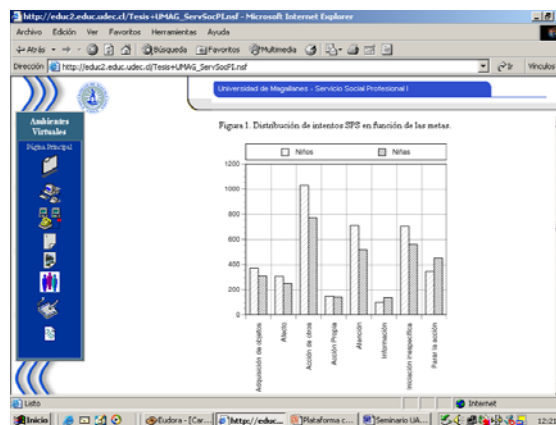 http://educ2.educ.udec.cl/Tesis+UMAG_ServSocPI.nsf - Microsoft Internet Explorer
Archivo Edición Ver Favoritos Herramientas Ayuda
Atrás Búsqueda Favoritos Multimedia
Dirección http://educ2.educ.udec.cl/Tesis+UMAG_ServSocPI.nsf Ir Vínculos
Universidad de Magallanes - Servicio Social Profesional I
Ambientes
Virtuales
Página Principal
Figura 1. Distribución de intentos SPS en función de las metas.
Niños Niñas
1200
1000
800
600
400
200
0
Adquisición de objetos
Afecto
Acción de otros
Acción Propia
Atención
Información
Iniciación inespecífica
Parar la acción
Listo Internet
Inicio Eudora - [Car... http://educ... Plataforma c... Seminario UA...